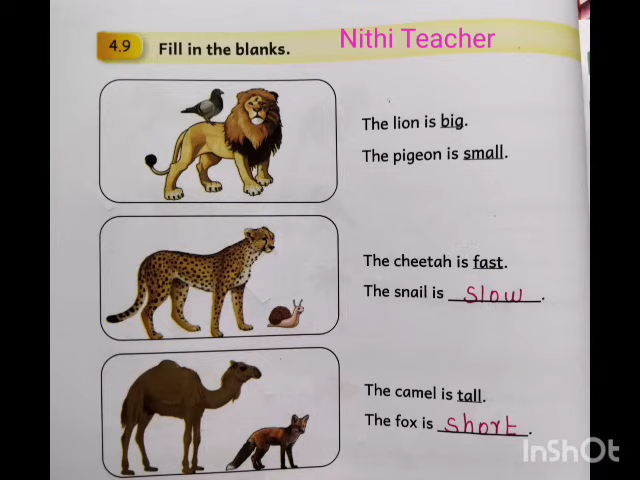 4.9 Fill in the blanks.
Nithi Teacher
The lion is big.
The pigeon is small.
The cheetah is fast.
The snail is slow.
The camel is tall.
The fox is short.
InShOt